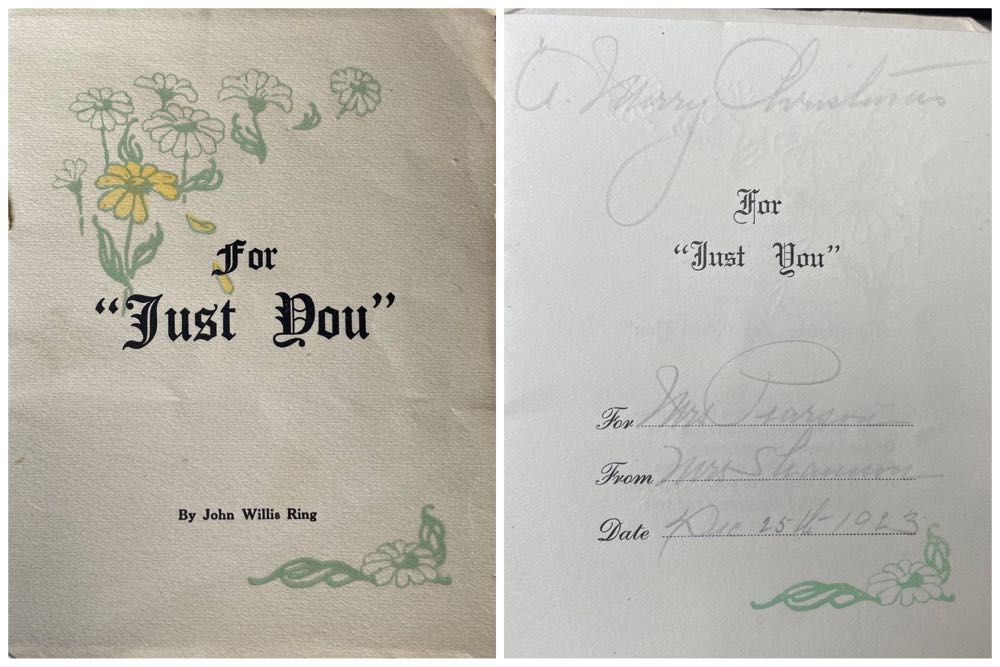 For
“Just You”
By John Willis Ring
A Merry Christmas
For
“Just You”
For Mrs Pearson
From Mrs Shannon
Date Dec 25th 1923